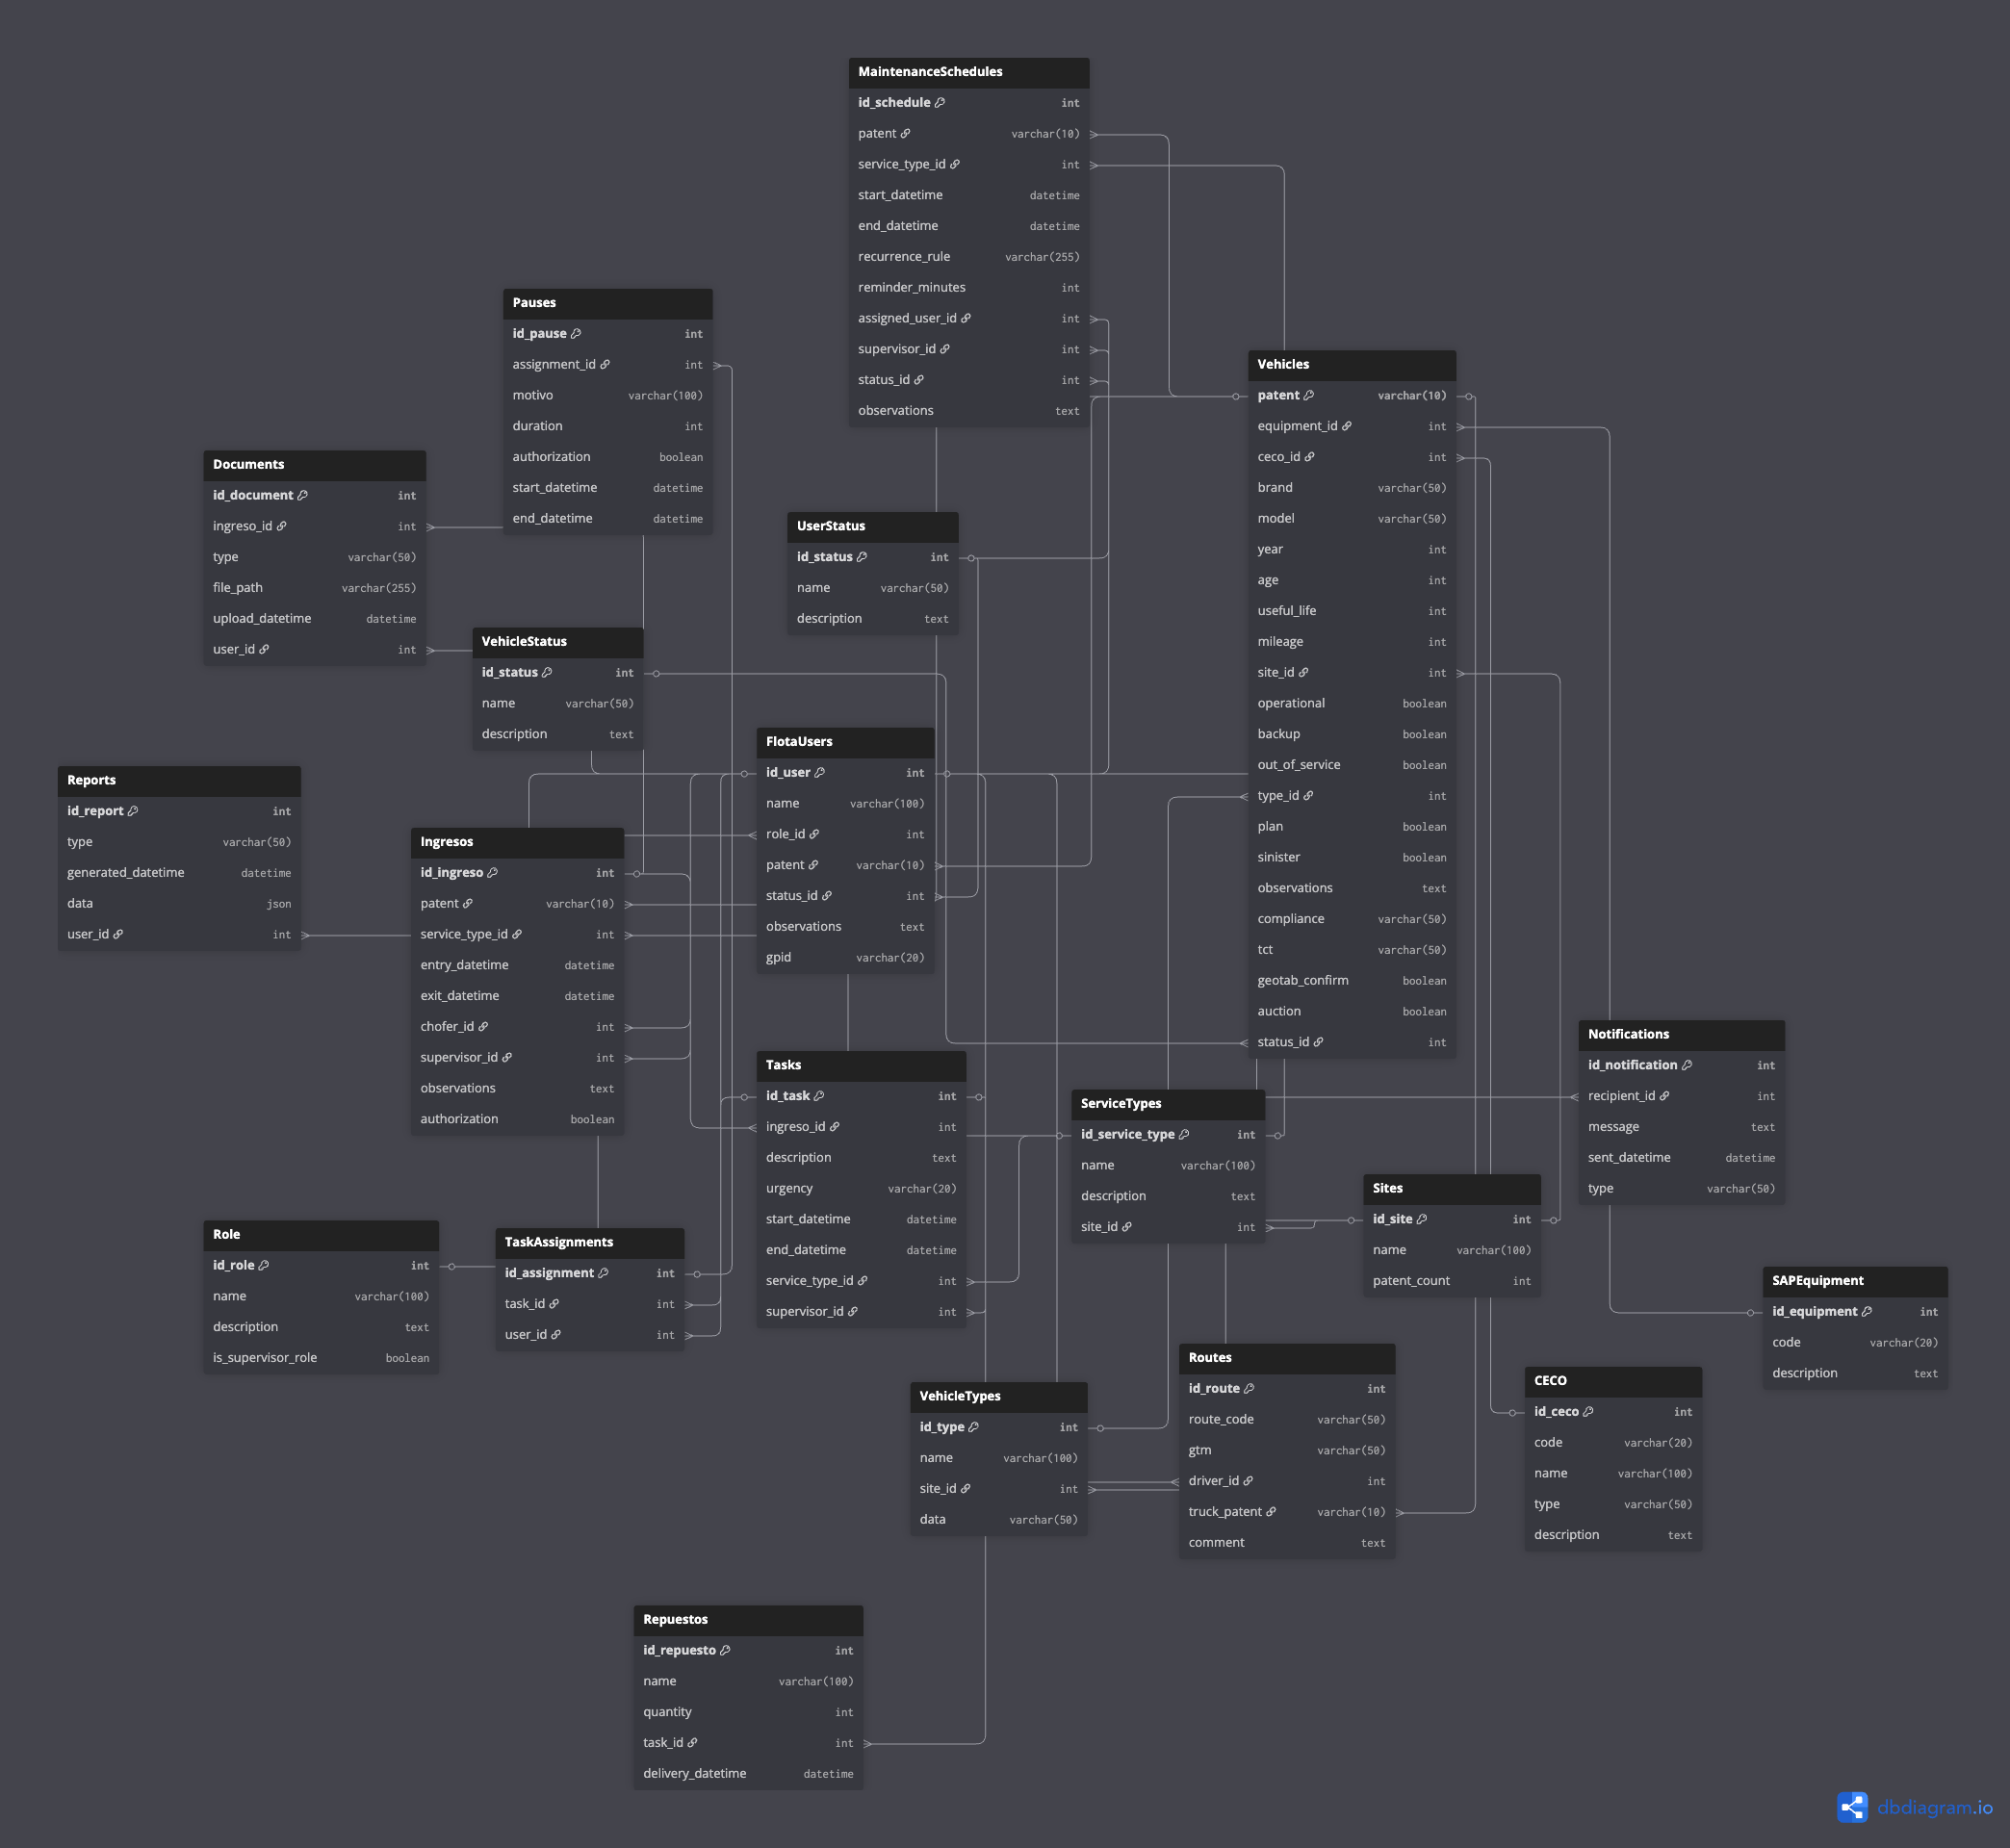 MaintenanceSchedules
id_schedule int
patent varchar(10)
service_type_id int
start_datetime datetime
end_datetime datetime
recurrence_rule varchar(255)
reminder_minutes int
assigned_user_id int
supervisor_id int
status_id int
observations text
Pauses
id_pause int
assignment_id int
motivo varchar(100)
duration int
authorization boolean
start_datetime datetime
end_datetime datetime
Vehicles
patent varchar(10)
equipment_id int
ceco_id int
brand varchar(50)
model varchar(50)
year int
age int
useful_life int
mileage int
site_id int
operational boolean
backup boolean
out_of_service boolean
type_id int
plan boolean
sinister boolean
observations text
compliance varchar(50)
tct varchar(50)
geotab_confirm boolean
auction boolean
status_id int
Documents
id_document int
ingreso_id int
type varchar(50)
file_path varchar(255)
upload_datetime datetime
user_id int
UserStatus
id_status int
name varchar(50)
description text
VehicleStatus
id_status int
name varchar(50)
description text
FlotaUsers
id_user int
name varchar(100)
role_id int
patent varchar(10)
status_id int
observations text
gpid varchar(20)
Reports
id_report int
type varchar(50)
generated_datetime datetime
data json
user_id int
Ingresos
id_ingreso int
patent varchar(10)
service_type_id int
entry_datetime datetime
exit_datetime datetime
chofer_id int
supervisor_id int
observations text
authorization boolean
Notifications
id_notification int
recipient_id int
message text
sent_datetime datetime
type varchar(50)
Tasks
id_task int
ingreso_id int
description text
urgency varchar(20)
start_datetime datetime
end_datetime datetime
service_type_id int
supervisor_id int
ServiceTypes
id_service_type int
name varchar(100)
description text
site_id int
Sites
id_site int
name varchar(100)
patent_count int
Role
id_role int
name varchar(100)
description text
is_supervisor_role boolean
TaskAssignments
id_assignment int
task_id int
user_id int
SAPEquipment
id_equipment int
code varchar(20)
description text
Routes
id_route int
route_code varchar(50)
gtm varchar(50)
driver_id int
truck_patent varchar(10)
comment text
CECO
id_ceco int
code varchar(20)
name varchar(100)
type varchar(50)
description text
VehicleTypes
id_type int
name varchar(100)
site_id int
data varchar(50)
Repuestos
id_repuesto int
name varchar(100)
quantity int
task_id int
delivery_datetime datetime
dbdiagram.io